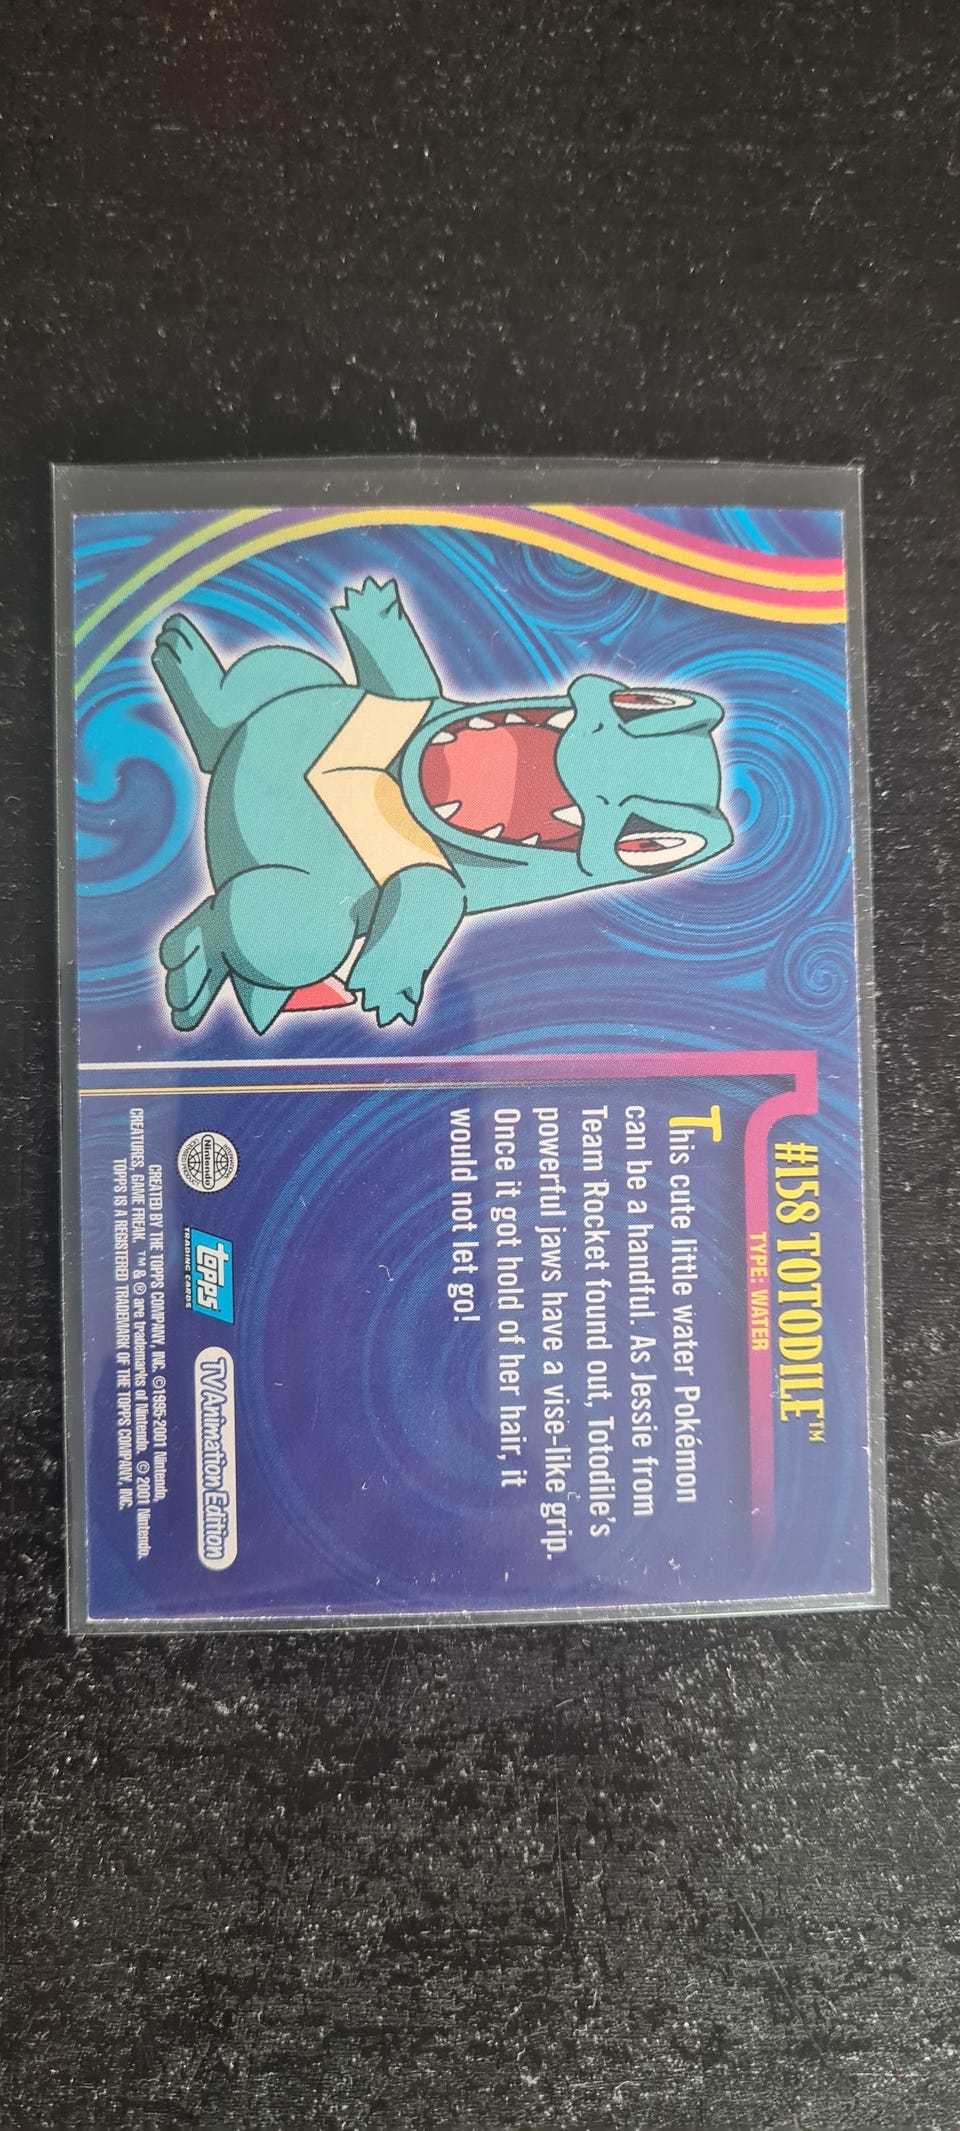 #158 TOTODILE™
TYPE: WATER
This cute little water Pokémon
can be a handful. As Jessie from
Team Rocket found out, Totodile's
powerful jaws have a vise-like grip.
Once it got hold of her hair, it
would not let go!
Nintendo
topps
TRADING CARDS
TV Animation Edition
CREATED BY THE TOPPS COMPANY, INC. ©1995-2001 Nintendo,
CREATURES, GAME FREAK. ™ & ® are trademarks of Nintendo. © 2001 Nintendo.
TOPPS IS A REGISTERED TRADEMARK OF THE TOPPS COMPANY, INC.